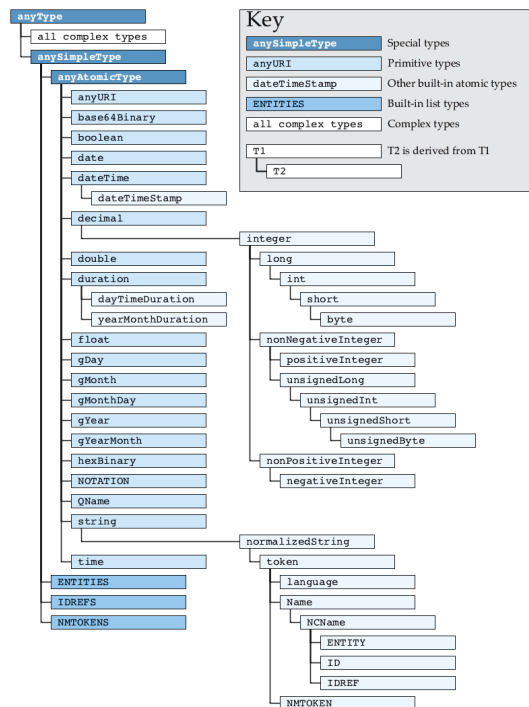 anyType
all complex types
anySimpleType
anyAtomicType
anyURI
base64Binary
boolean
date
dateTime
dateTimeStamp
decimal
integer
long
int
short
byte
nonNegativeInteger
positiveInteger
unsignedLong
unsignedInt
unsignedShort
unsignedByte
nonPositiveInteger
negativeInteger
double
duration
dayTimeDuration
yearMonthDuration
float
gDay
gMonth
gMonthDay
gYear
gYearMonth
hexBinary
NOTATION
QName
string
normalizedString
token
language
Name
NCName
ENTITY
ID
IDREF
NMTOKEN
time
ENTITIES
IDREFS
NMTOKENS
Key
anySimpleType Special types
anyURI Primitive types
dateTimeStamp Other built-in atomic types
ENTITIES Built-in list types
all complex types Complex types
T1 T2 is derived from T1
T2